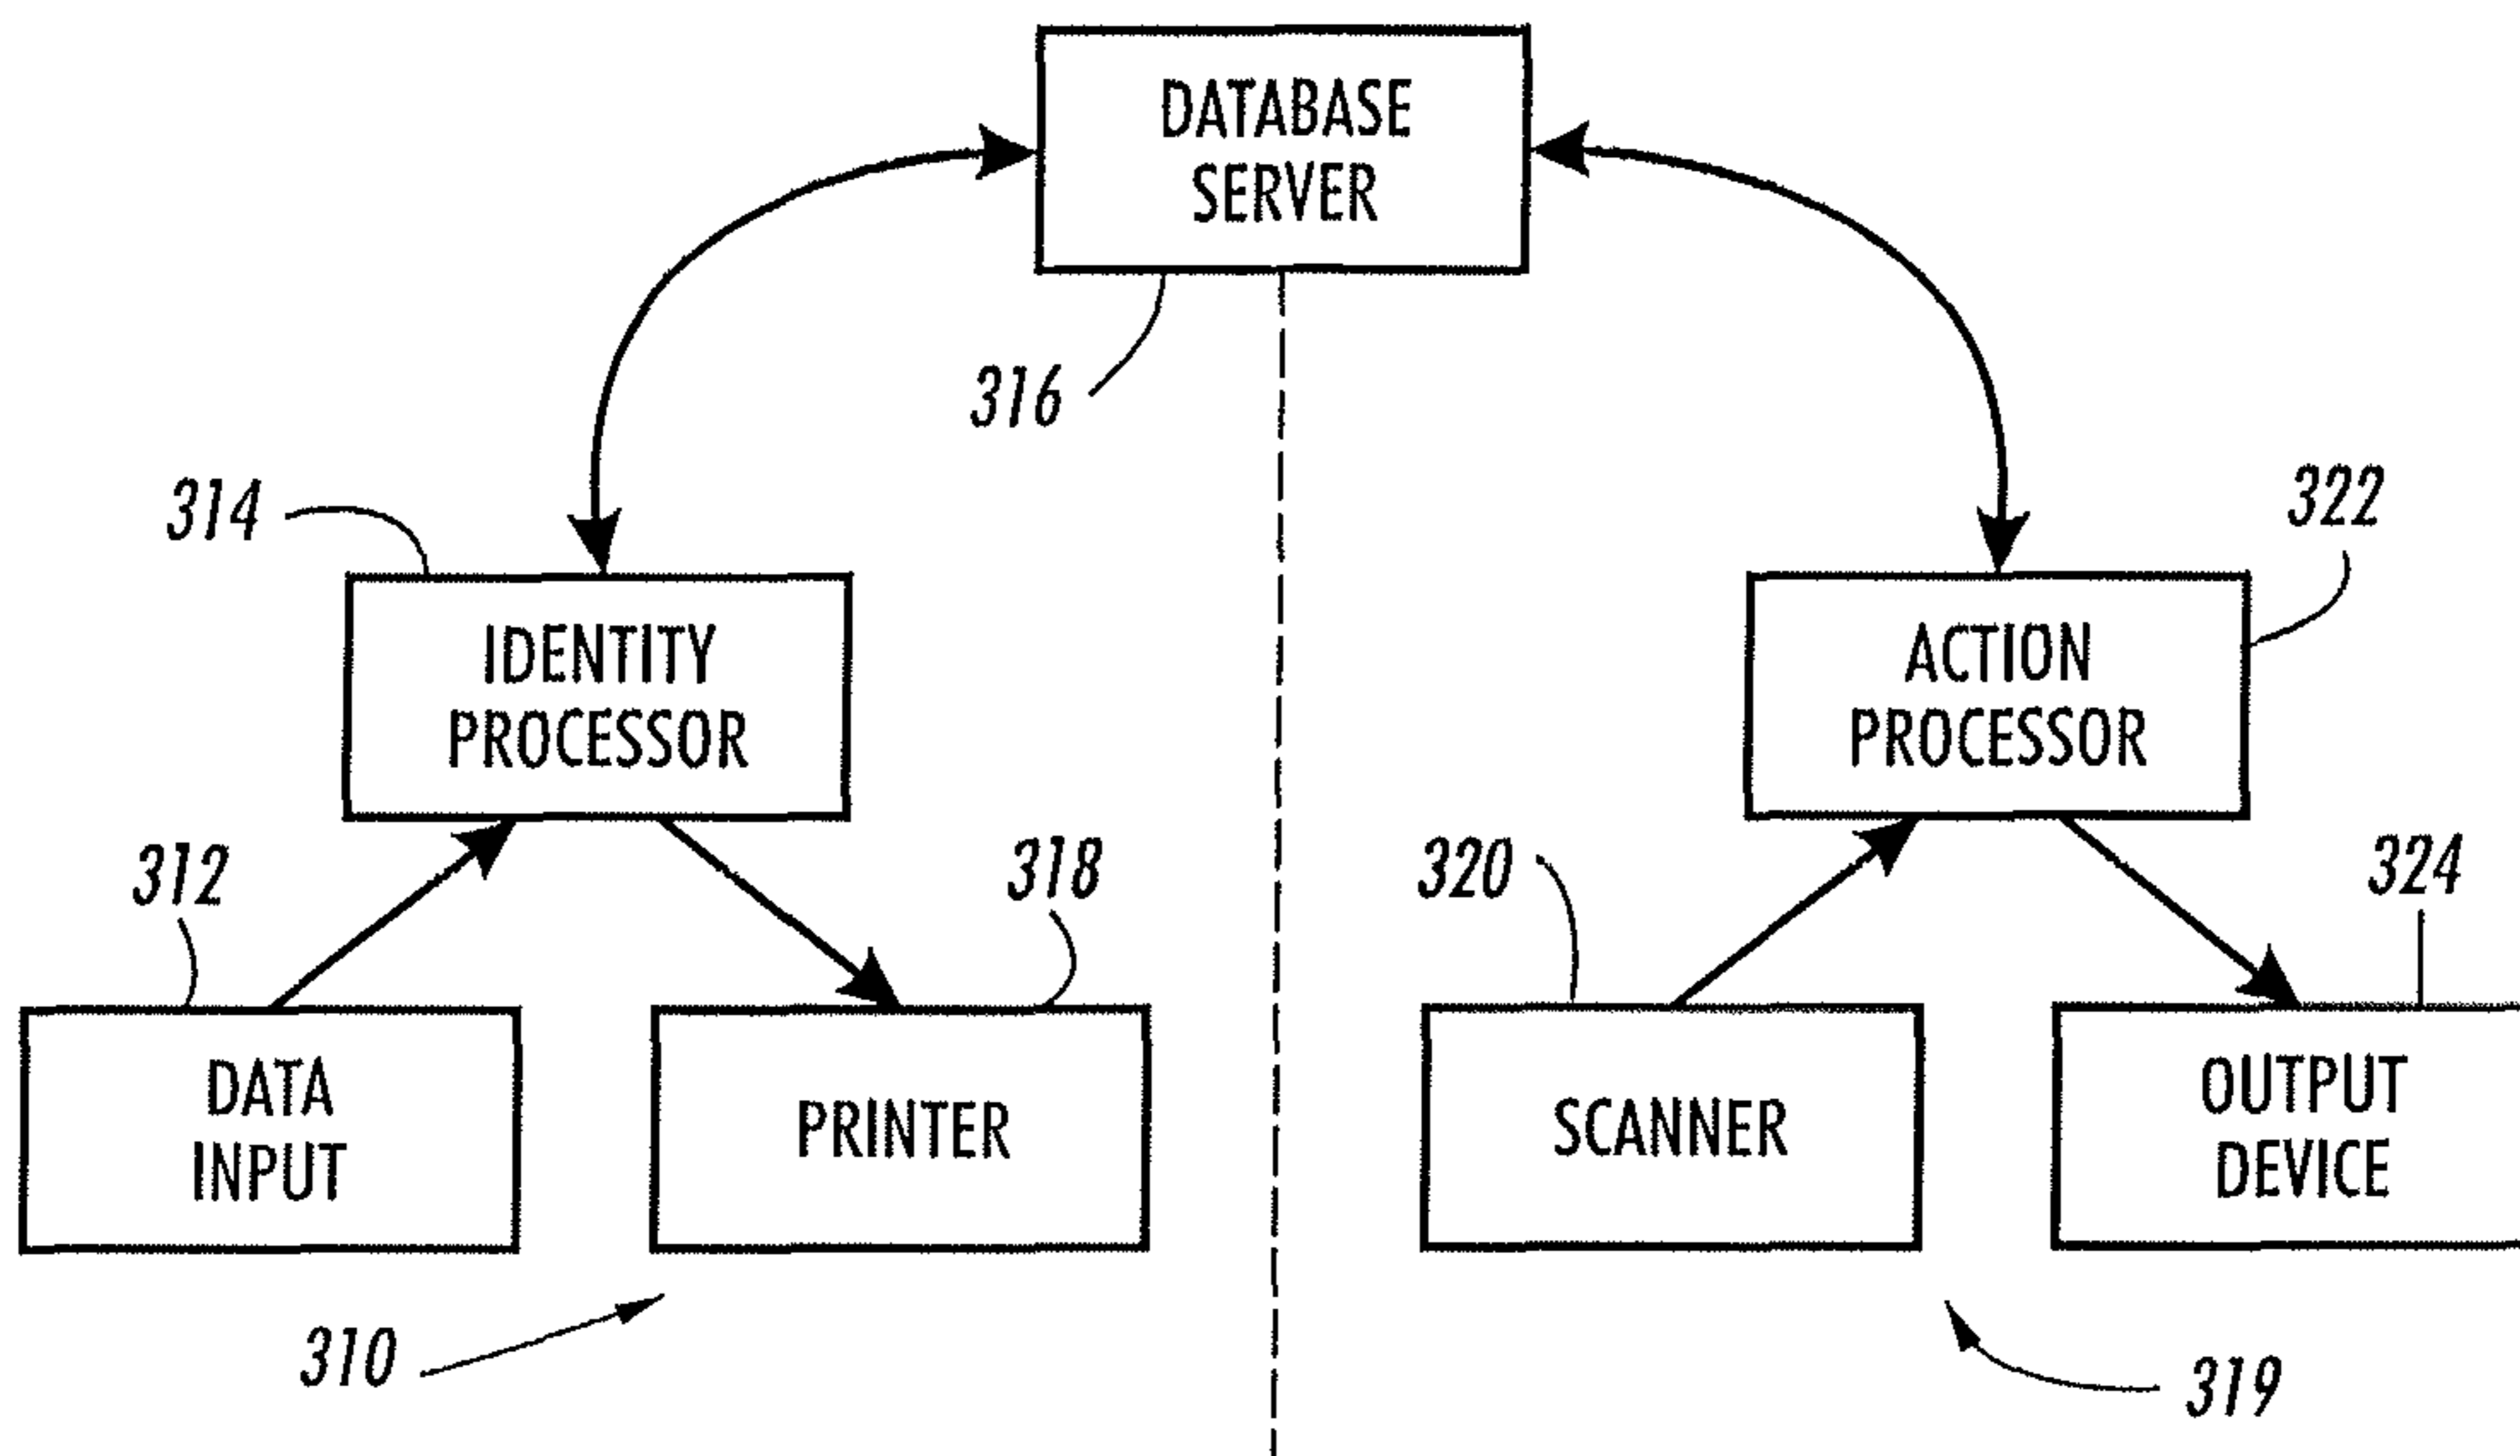 DATABASE
SERVER
316
314
322
IDENTITY
PROCESSOR
ACTION
PROCESSOR
312
318
320
324
DATA
INPUT
PRINTER
SCANNER
OUTPUT
DEVICE
310
319